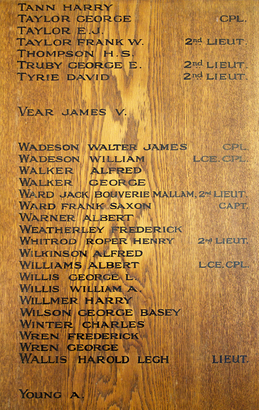 TANN HARRY
TAYLOR GEORGE CPL.
TAYLOR E.J.
TAYLOR FRANK W. 2nd LIEUT
THOMPSON H.S.
TRUBY GEORGE E. 2nd LIEUT.
TYRIE DAVID 2nd LIEUT.
VEAR JAMES V.
WADESON WALTER JAMES CPL.
WADESON WILLIAM LCE.CPL.
WALKER ALFRED
WALKER GEORGE
WARD JACK BOUVERIE MALLAM, 2nd LIEUT.
WARD FRANK SAXON CAPT.
WARNER ALBERT
WEATHERLEY FREDERICK
WHITROD ROPER HENRY 2nd LIEUT.
WILKINSON ALFRED
WILLIAMS ALBERT LCE.CPL.
WILLIS GEORGE L.
WILLIS WILLIAM A.
WILLMER HARRY
WILSON GEORGE BASEY
WINTER CHARLES
WREN FREDERICK
WREN GEORGE
WALLIS HAROLD LEGH LIEUT.
YOUNG A.